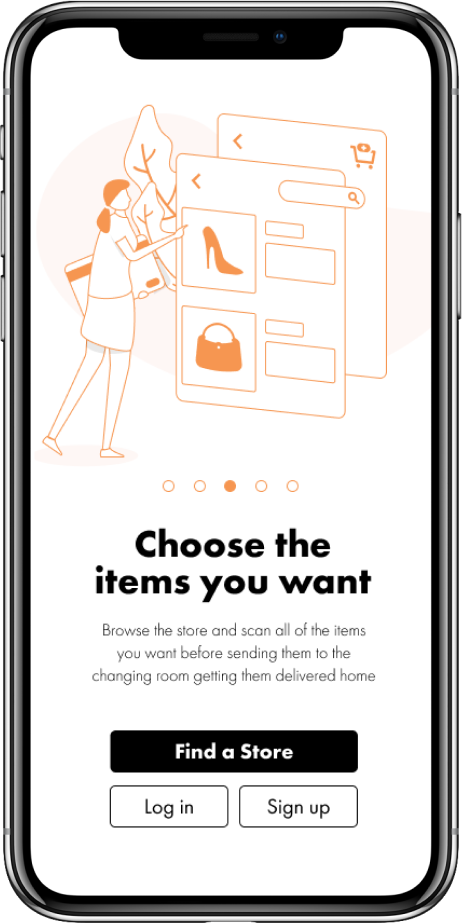 Choose the
items you want
Browse the store and scan all of the items
you want before sending them to the
changing room getting them delivered home
Find a Store
Log in
Sign up